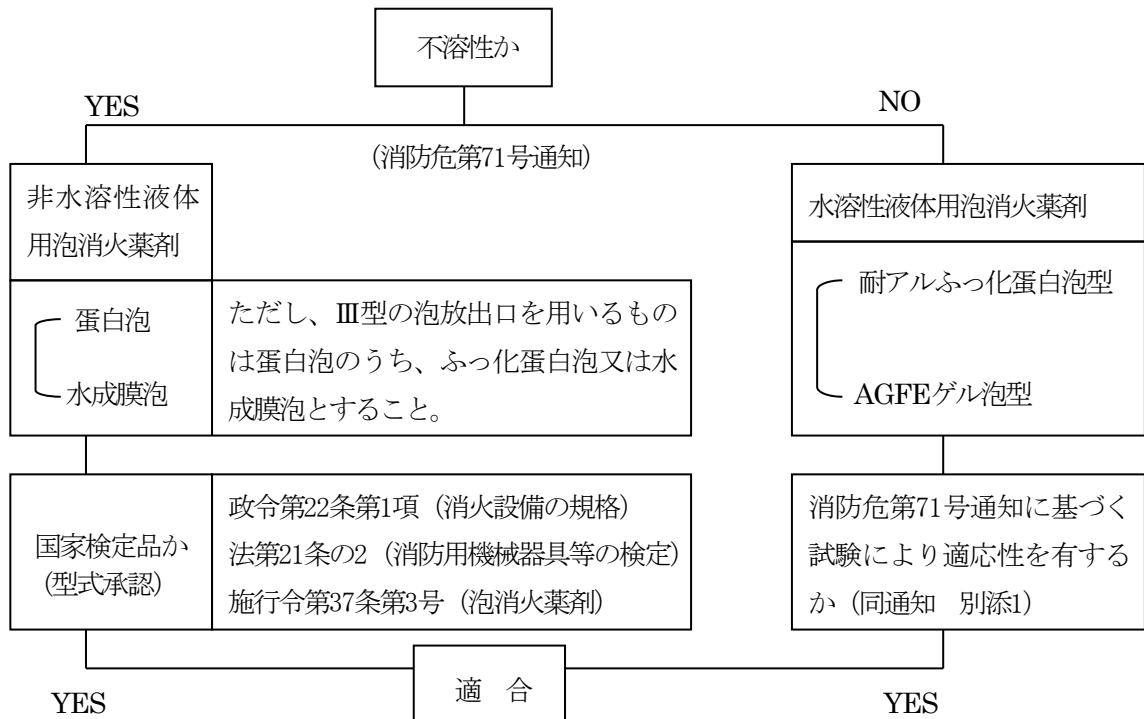 不溶性か
YES
NO
(消防危第71号通知)
非水溶性液体
用泡消火薬剤
水溶性液体用泡消火薬剤
蛋白泡
水成膜泡
ただし、Ⅲ型の泡放出口を用いるもの
は蛋白泡のうち、ふっ化蛋白泡又は水
成膜泡とすること。
耐アルふっ化蛋白泡型
AGFEゲル泡型
国家検定品か
(型式承認)
政令第22条第1項(消火設備の規格)
法第21条の2(消防用機械器具等の検定)
施行令第37条第3号(泡消火薬剤)
消防危第71号通知に基づく
試験により適応性を有する
か(同通知 別添1)
YES
適 合
YES